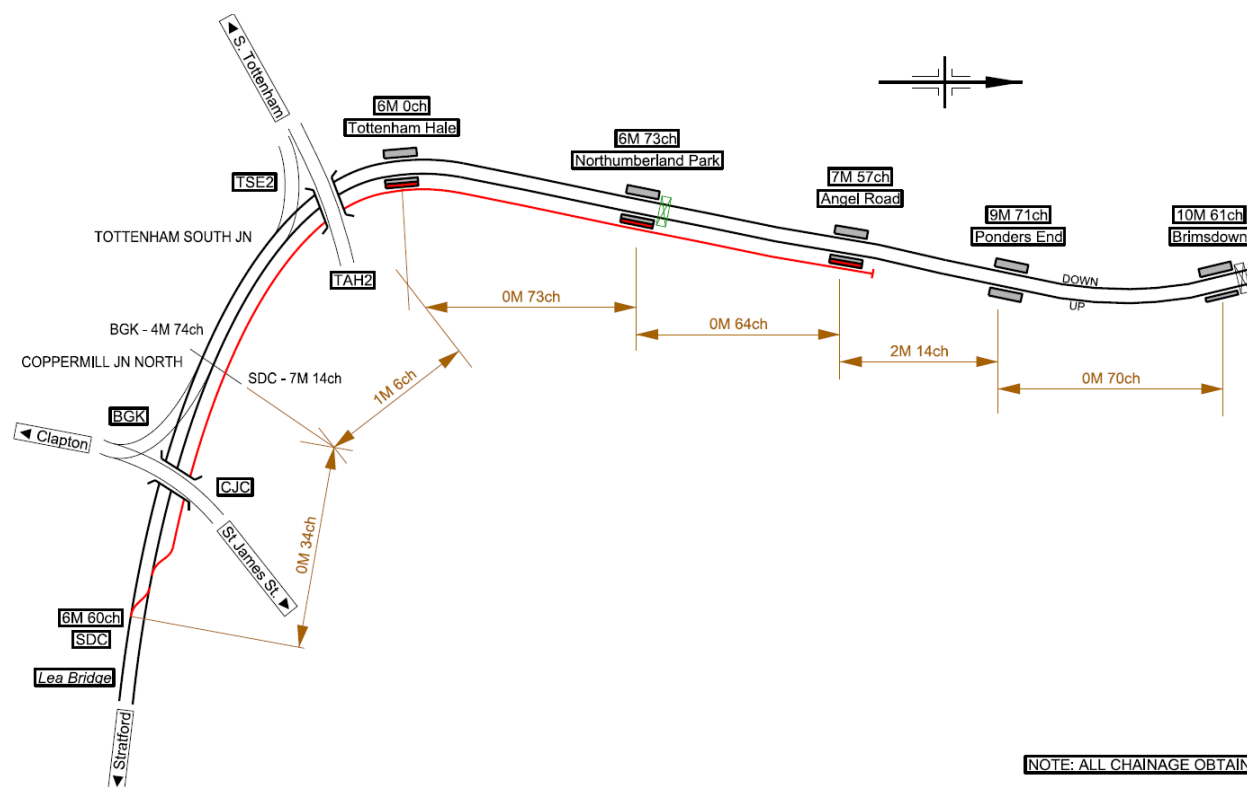 ◄ S. Tottenham
6M 0ch
Tottenham Hale
6M 73ch
Northumberland Park
7M 57ch
Angel Road
9M 71ch
Ponders End
10M 61ch
Brimsdown
TSE2
TOTTENHAM SOUTH JN
TAH2
DOWN
UP
0M 73ch
0M 64ch
2M 14ch
0M 70ch
BGK - 4M 74ch
COPPERMILL JN NORTH
SDC - 7M 14ch
1M 6ch
BGK
◄ Clapton
CJC
St James St. ►
0M 34ch
6M 60ch
SDC
Lea Bridge
◄ Stratford
NOTE: ALL CHAINAGE OBTAIN